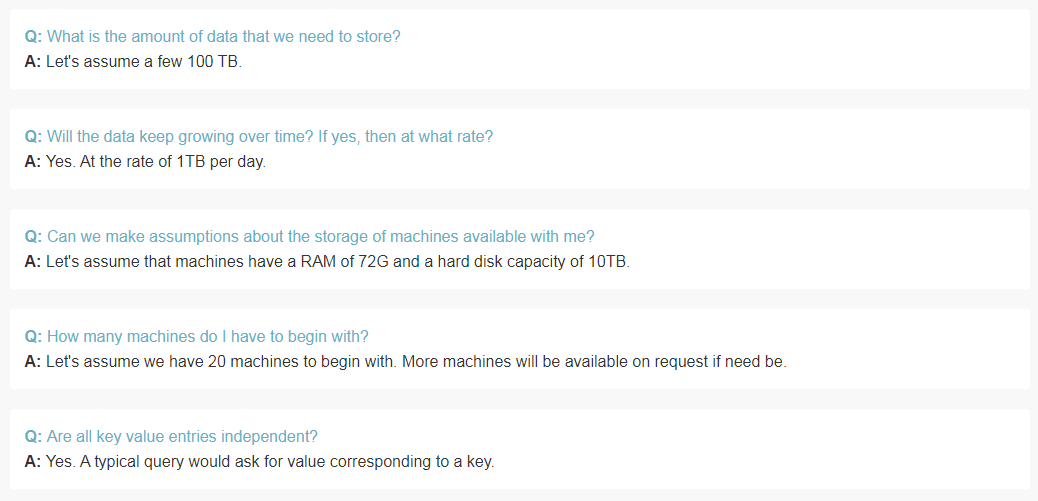 Q: What is the amount of data that we need to store?
A: Let's assume a few 100 TB.
Q: Will the data keep growing over time? If yes, then at what rate?
A: Yes. At the rate of 1TB per day.
Q: Can we make assumptions about the storage of machines available with me?
A: Let's assume that machines have a RAM of 72G and a hard disk capacity of 10TB.
Q: How many machines do I have to begin with?
A: Let's assume we have 20 machines to begin with. More machines will be available on request if need be.
Q: Are all key value entries independent?
A: Yes. A typical query would ask for value corresponding to a key.